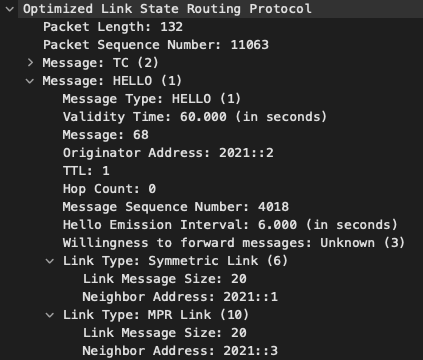 Optimized Link State Routing Protocol
Packet Length: 132
Packet Sequence Number: 11063
Message: TC (2)
Message: HELLO (1)
Message Type: HELLO (1)
Validity Time: 60.000 (in seconds)
Message: 68
Originator Address: 2021::2
TTL: 1
Hop Count: 0
Message Sequence Number: 4018
Hello Emission Interval: 6.000 (in seconds)
Willingness to forward messages: Unknown (3)
Link Type: Symmetric Link (6)
Link Message Size: 20
Neighbor Address: 2021::1
Link Type: MPR Link (10)
Link Message Size: 20
Neighbor Address: 2021::3